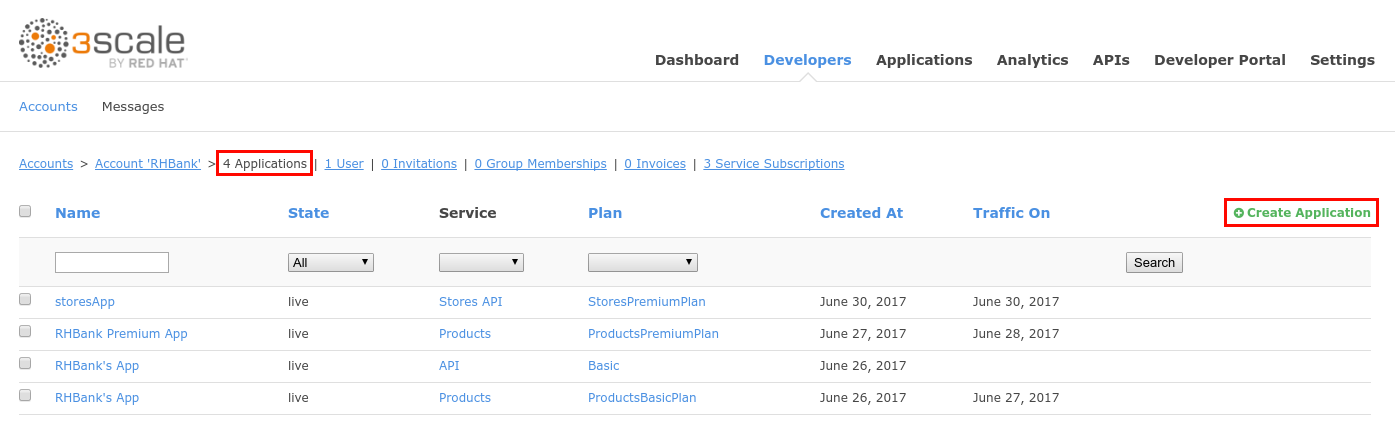 3scale
BY RED HAT
Dashboard Developers Applications Analytics APIs Developer Portal Settings
Accounts Messages
Accounts > Account 'RHBank' > 4 Applications | 1 User | 0 Invitations | 0 Group Memberships | 0 Invoices | 3 Service Subscriptions
Name State Service Plan Created At Traffic On Create Application
All Search
storesApp live Stores API StoresPremiumPlan June 30, 2017 June 30, 2017
RHBank Premium App live Products ProductsPremiumPlan June 27, 2017 June 28, 2017
RHBank's App live API Basic June 26, 2017
RHBank's App live Products ProductsBasicPlan June 26, 2017 June 27, 2017